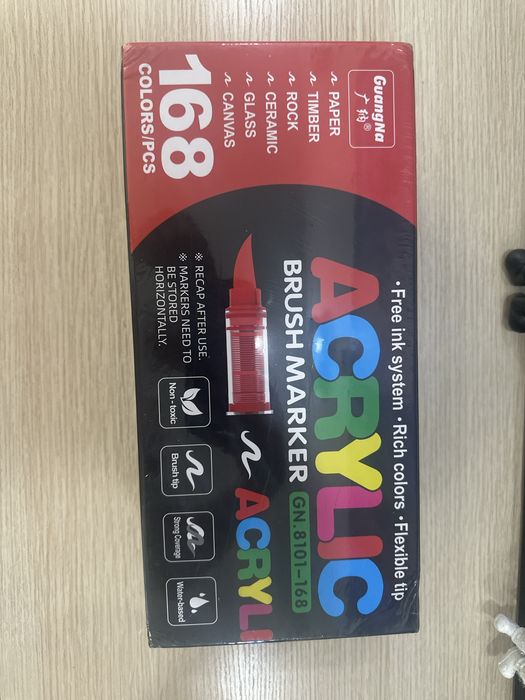 GuangNa
广纳®
PAPER
TIMBER
ROCK
CERAMIC
GLASS
CANVAS
168
COLORS/PCS
·Free ink system ·Rich colors ·Flexible tip
ACRYLIC
BRUSH MARKER GN.8101-168
ACRYLI
※ RECAP AFTER USE.
※ MARKERS NEED TO
BE STORED
HORIZONTALLY.
Non-toxic
Brush tip
Strong Coverage
Water-based